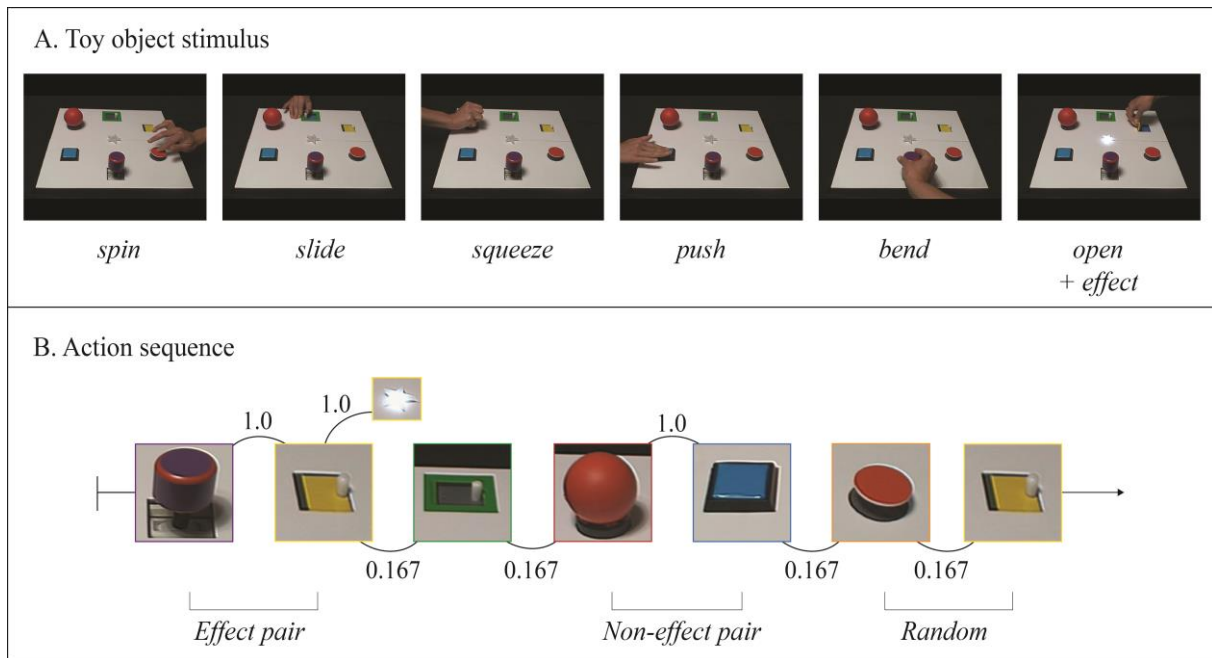 A. Toy object stimulus
spin
slide
squeeze
push
bend
open
+ effect
B. Action sequence
1.0
1.0
1.0
0.167
0.167
0.167
0.167
Effect pair
Non-effect pair
Random